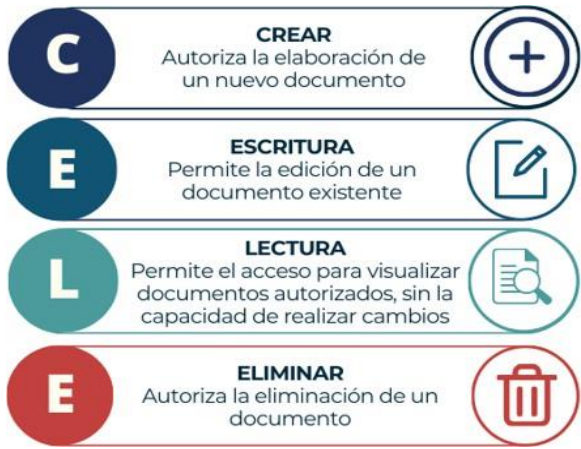 C
CREAR
Autoriza la elaboración de
un nuevo documento
E
ESCRITURA
Permite la edición de un
documento existente
L
LECTURA
Permite el acceso para visualizar
documentos autorizados, sin la
capacidad de realizar cambios
E
ELIMINAR
Autoriza la eliminación de un
documento